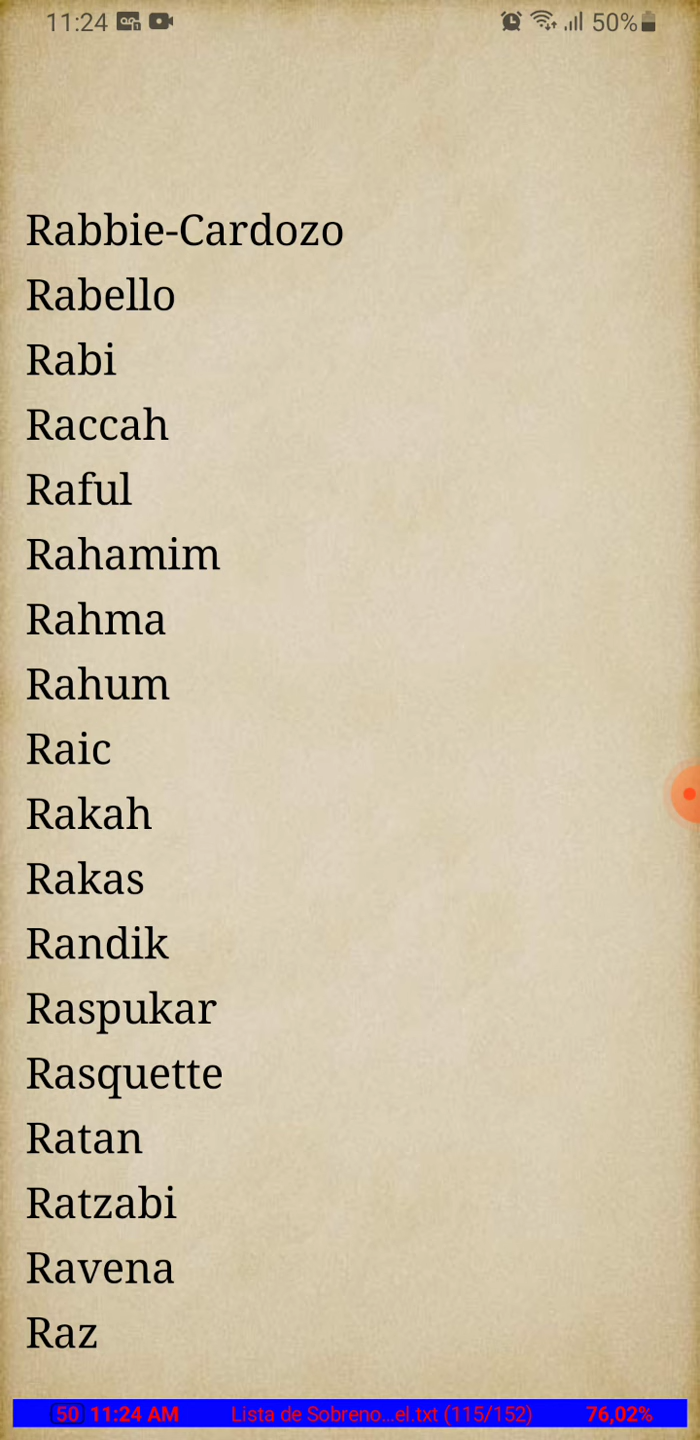 11:24 50%
Rabbie-Cardozo
Rabello
Rabi
Raccah
Raful
Rahamim
Rahma
Rahum
Raic
Rakah
Rakas
Randik
Raspukar
Rasquette
Ratan
Ratzabi
Ravena
Raz
50 11:24 AM Lista de Sobreno...el.txt (115/152) 76,02%